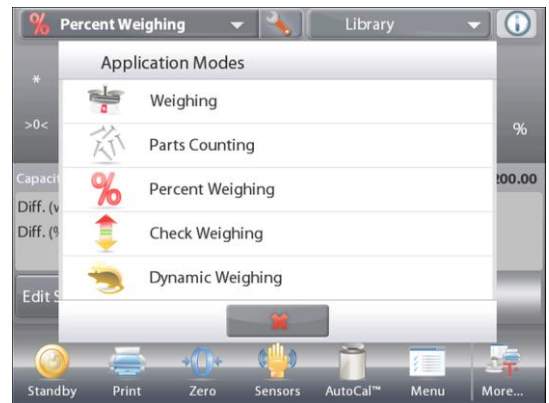 % Percent Weighing
Library
Application Modes
*
Weighing
>0<
%
Parts Counting
200.00
% Percent Weighing
Check Weighing
Dynamic Weighing
Standby Print Zero Sensors AutoCal™ Menu More...